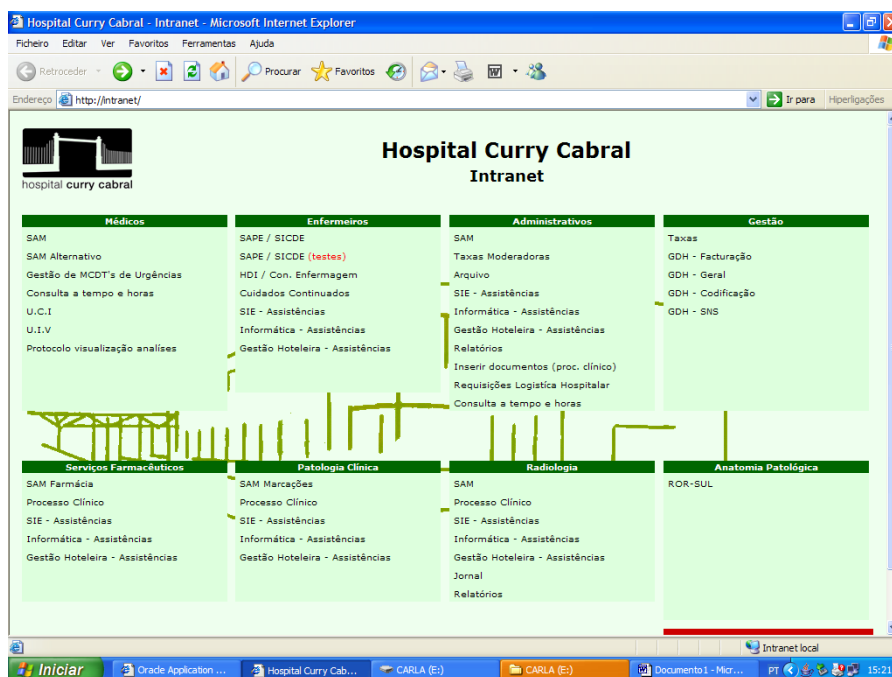 Hospital Curry Cabral - Intranet - Microsoft Internet Explorer
Ficheiro Editar Ver Favoritos Ferramentas Ajuda
Retroceder Procurar Favoritos
Endereço http://intranet/ Ir para Hiperligações
hospital curry cabral
Hospital Curry Cabral
Intranet
Médicos
SAM
SAM Alternativo
Gestão de MCDT's de Urgências
Consulta a tempo e horas
U.C.I
U.I.V
Protocolo visualização analíses
Enfermeiros
SAPE / SICDE
SAPE / SICDE (testes)
HDI / Con. Enfermagem
Cuidados Continuados
SIE - Assistências
Informática - Assistências
Gestão Hoteleira - Assistências
Administrativos
SAM
Taxas Moderadoras
Arquivo
SIE - Assistências
Informática - Assistências
Gestão Hoteleira - Assistências
Relatórios
Inserir documentos (proc. clínico)
Requisições Logistíca Hospitalar
Consulta a tempo e horas
Gestão
Taxas
GDH - Facturação
GDH - Geral
GDH - Codificação
GDH - SNS
Serviços Farmacêuticos
SAM Farmácia
Processo Clínico
SIE - Assistências
Informática - Assistências
Gestão Hoteleira - Assistências
Patologia Clínica
SAM Marcações
Processo Clínico
SIE - Assistências
Informática - Assistências
Gestão Hoteleira - Assistências
Radiologia
SAM
Processo Clínico
SIE - Assistências
Informática - Assistências
Gestão Hoteleira - Assistências
Jornal
Relatórios
Anatomia Patológica
ROR-SUL
Intranet local
Iniciar Oracle Application ... Hospital Curry Cab... CARLA (E:) CARLA (E:) Documento1 - Micr... PT 15:21